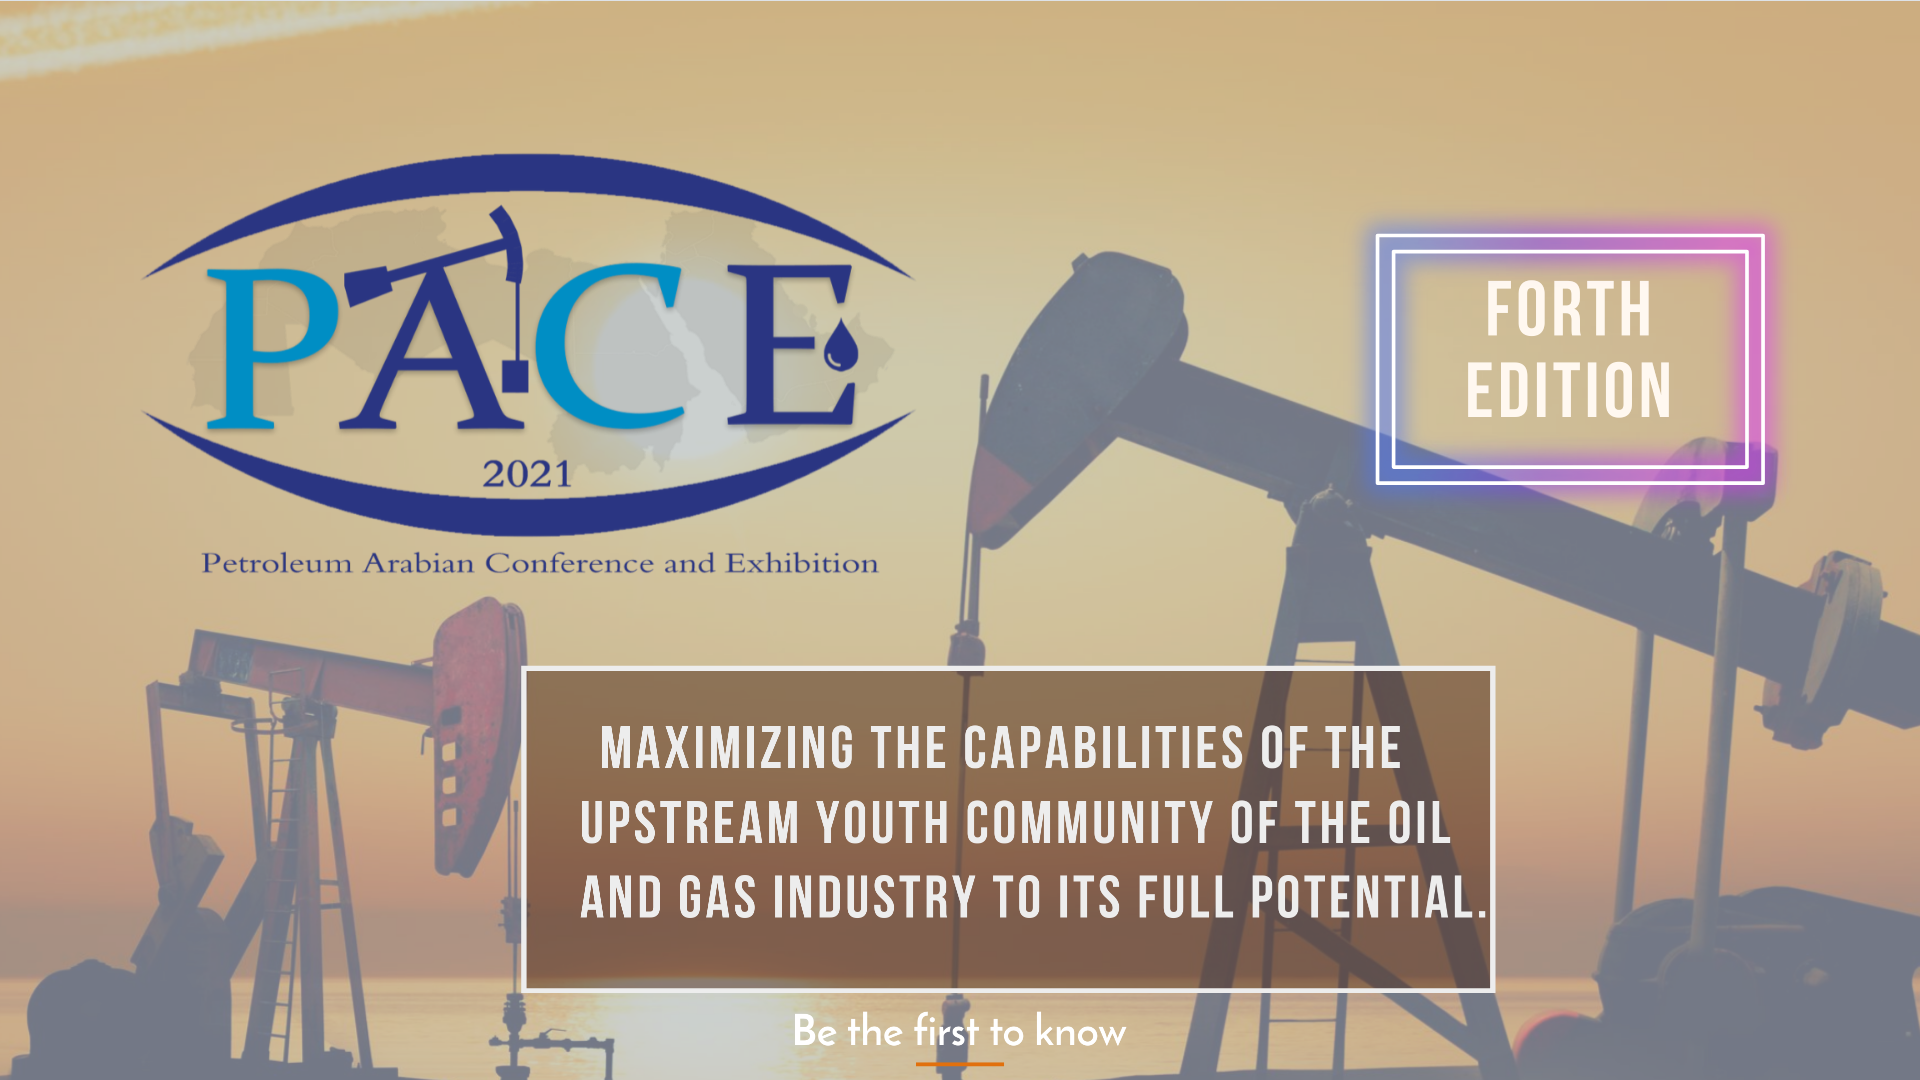 PACE
2021
Petroleum Arabian Conference and Exhibition
FORTH
EDITION
MAXIMIZING THE CAPABILITIES OF THE
UPSTREAM YOUTH COMMUNITY OF THE OIL
AND GAS INDUSTRY TO ITS FULL POTENTIAL.
Be the first to know